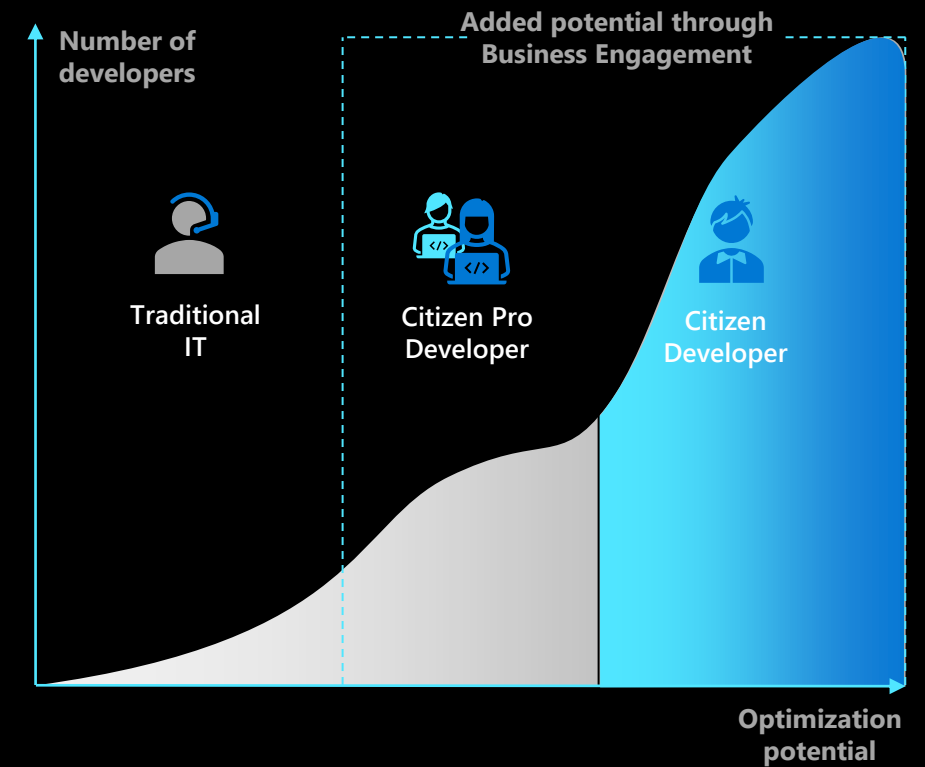 Number of
developers
Added potential through
Business Engagement
Traditional
IT
</>
</>
Citizen Pro
Developer
Citizen
Developer
Optimization
potential